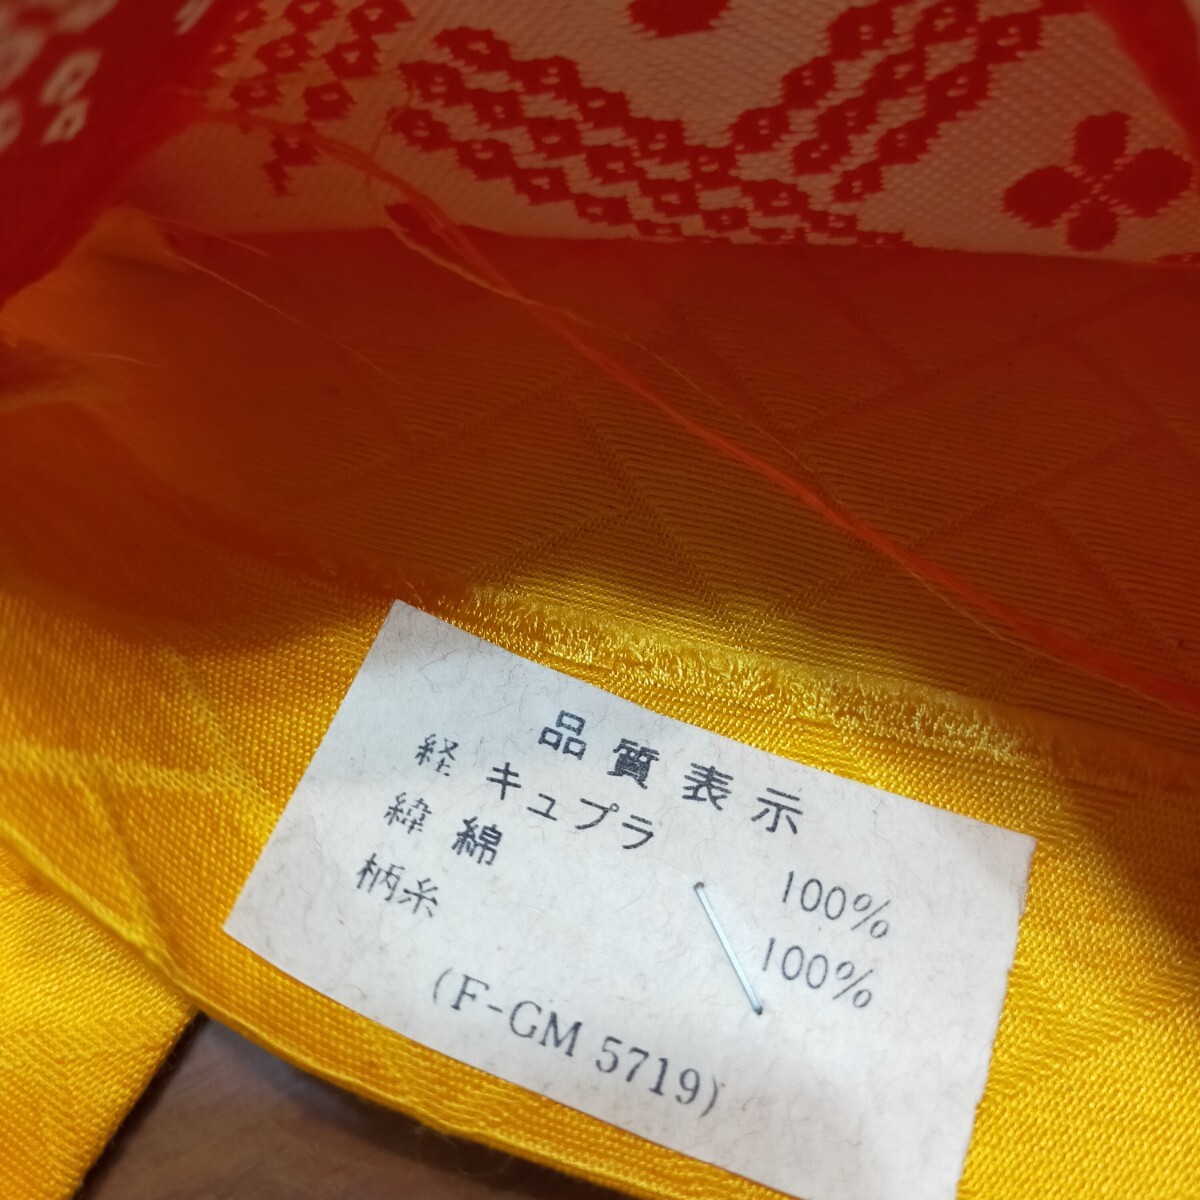 品質表示
経 キュプラ 100%
緯 綿 100%
柄糸
(F-GM 5719)